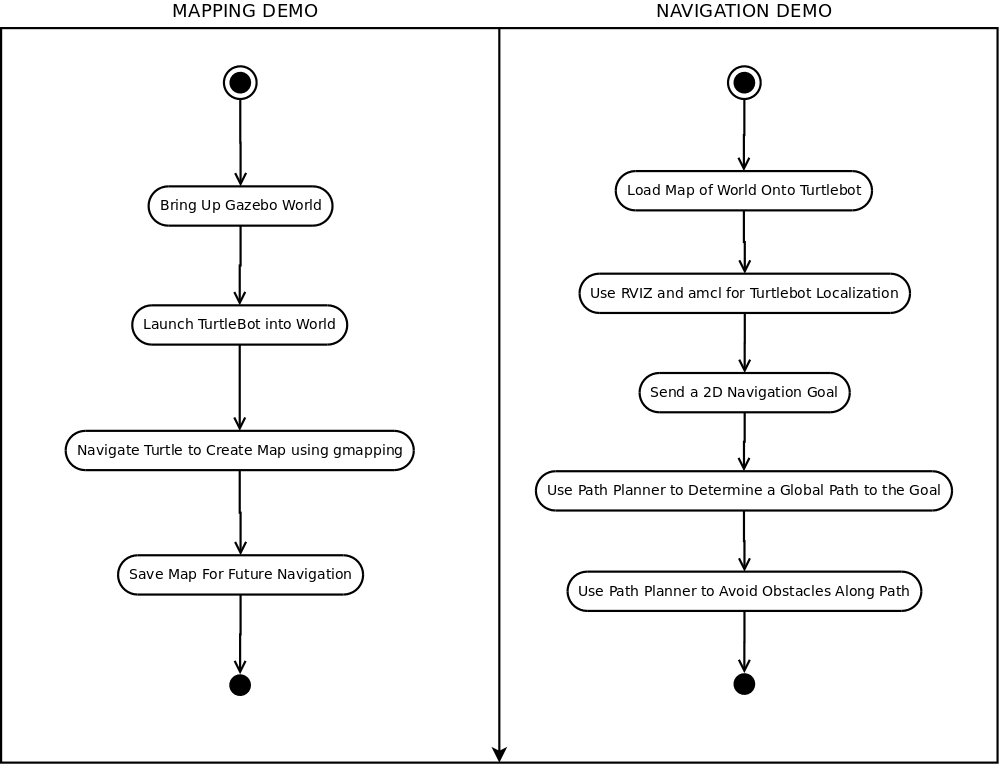 MAPPING DEMO
NAVIGATION DEMO
Bring Up Gazebo World
Launch TurtleBot into World
Navigate Turtle to Create Map using gmapping
Save Map For Future Navigation
Load Map of World Onto Turtlebot
Use RVIZ and amcl for Turtlebot Localization
Send a 2D Navigation Goal
Use Path Planner to Determine a Global Path to the Goal
Use Path Planner to Avoid Obstacles Along Path